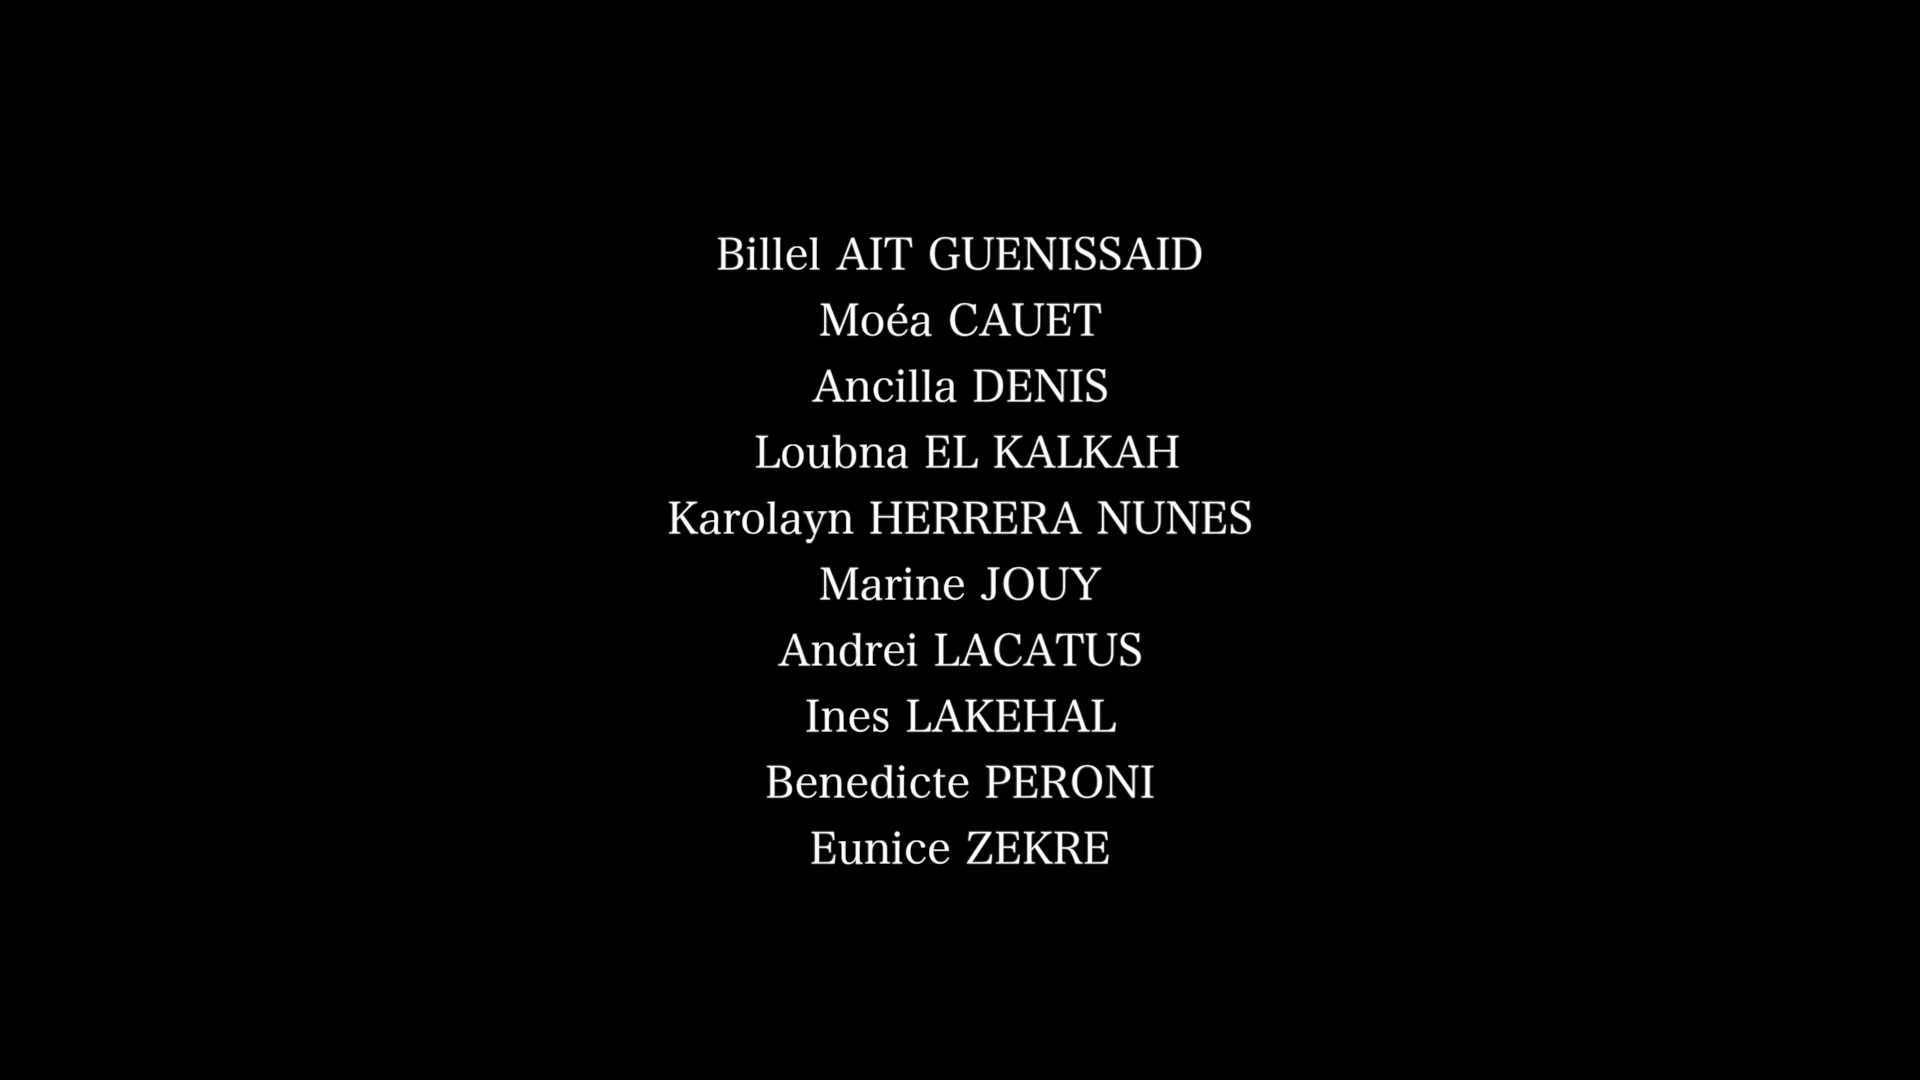 Billel AIT GUENISSAID
Moéa CAUET
Ancilla DENIS
Loubna EL KALKAH
Karolayn HERRERA NUNES
Marine JOUY
Andrei LACATUS
Ines LAKEHAL
Benedicte PERONI
Eunice ZEKRE